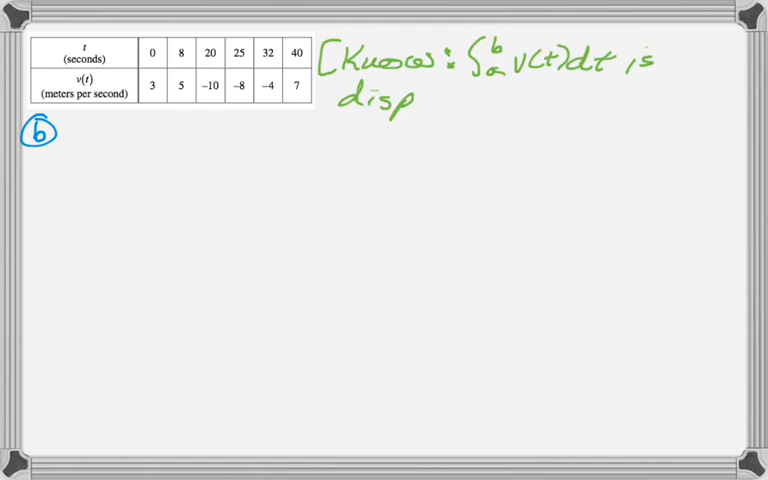 t (seconds) 0 8 20 25 32 40
v(t) (meters per second) 3 5 –10 –8 –4 7
[Know: ∫ₐᵇ v(t)dt is
disp
b